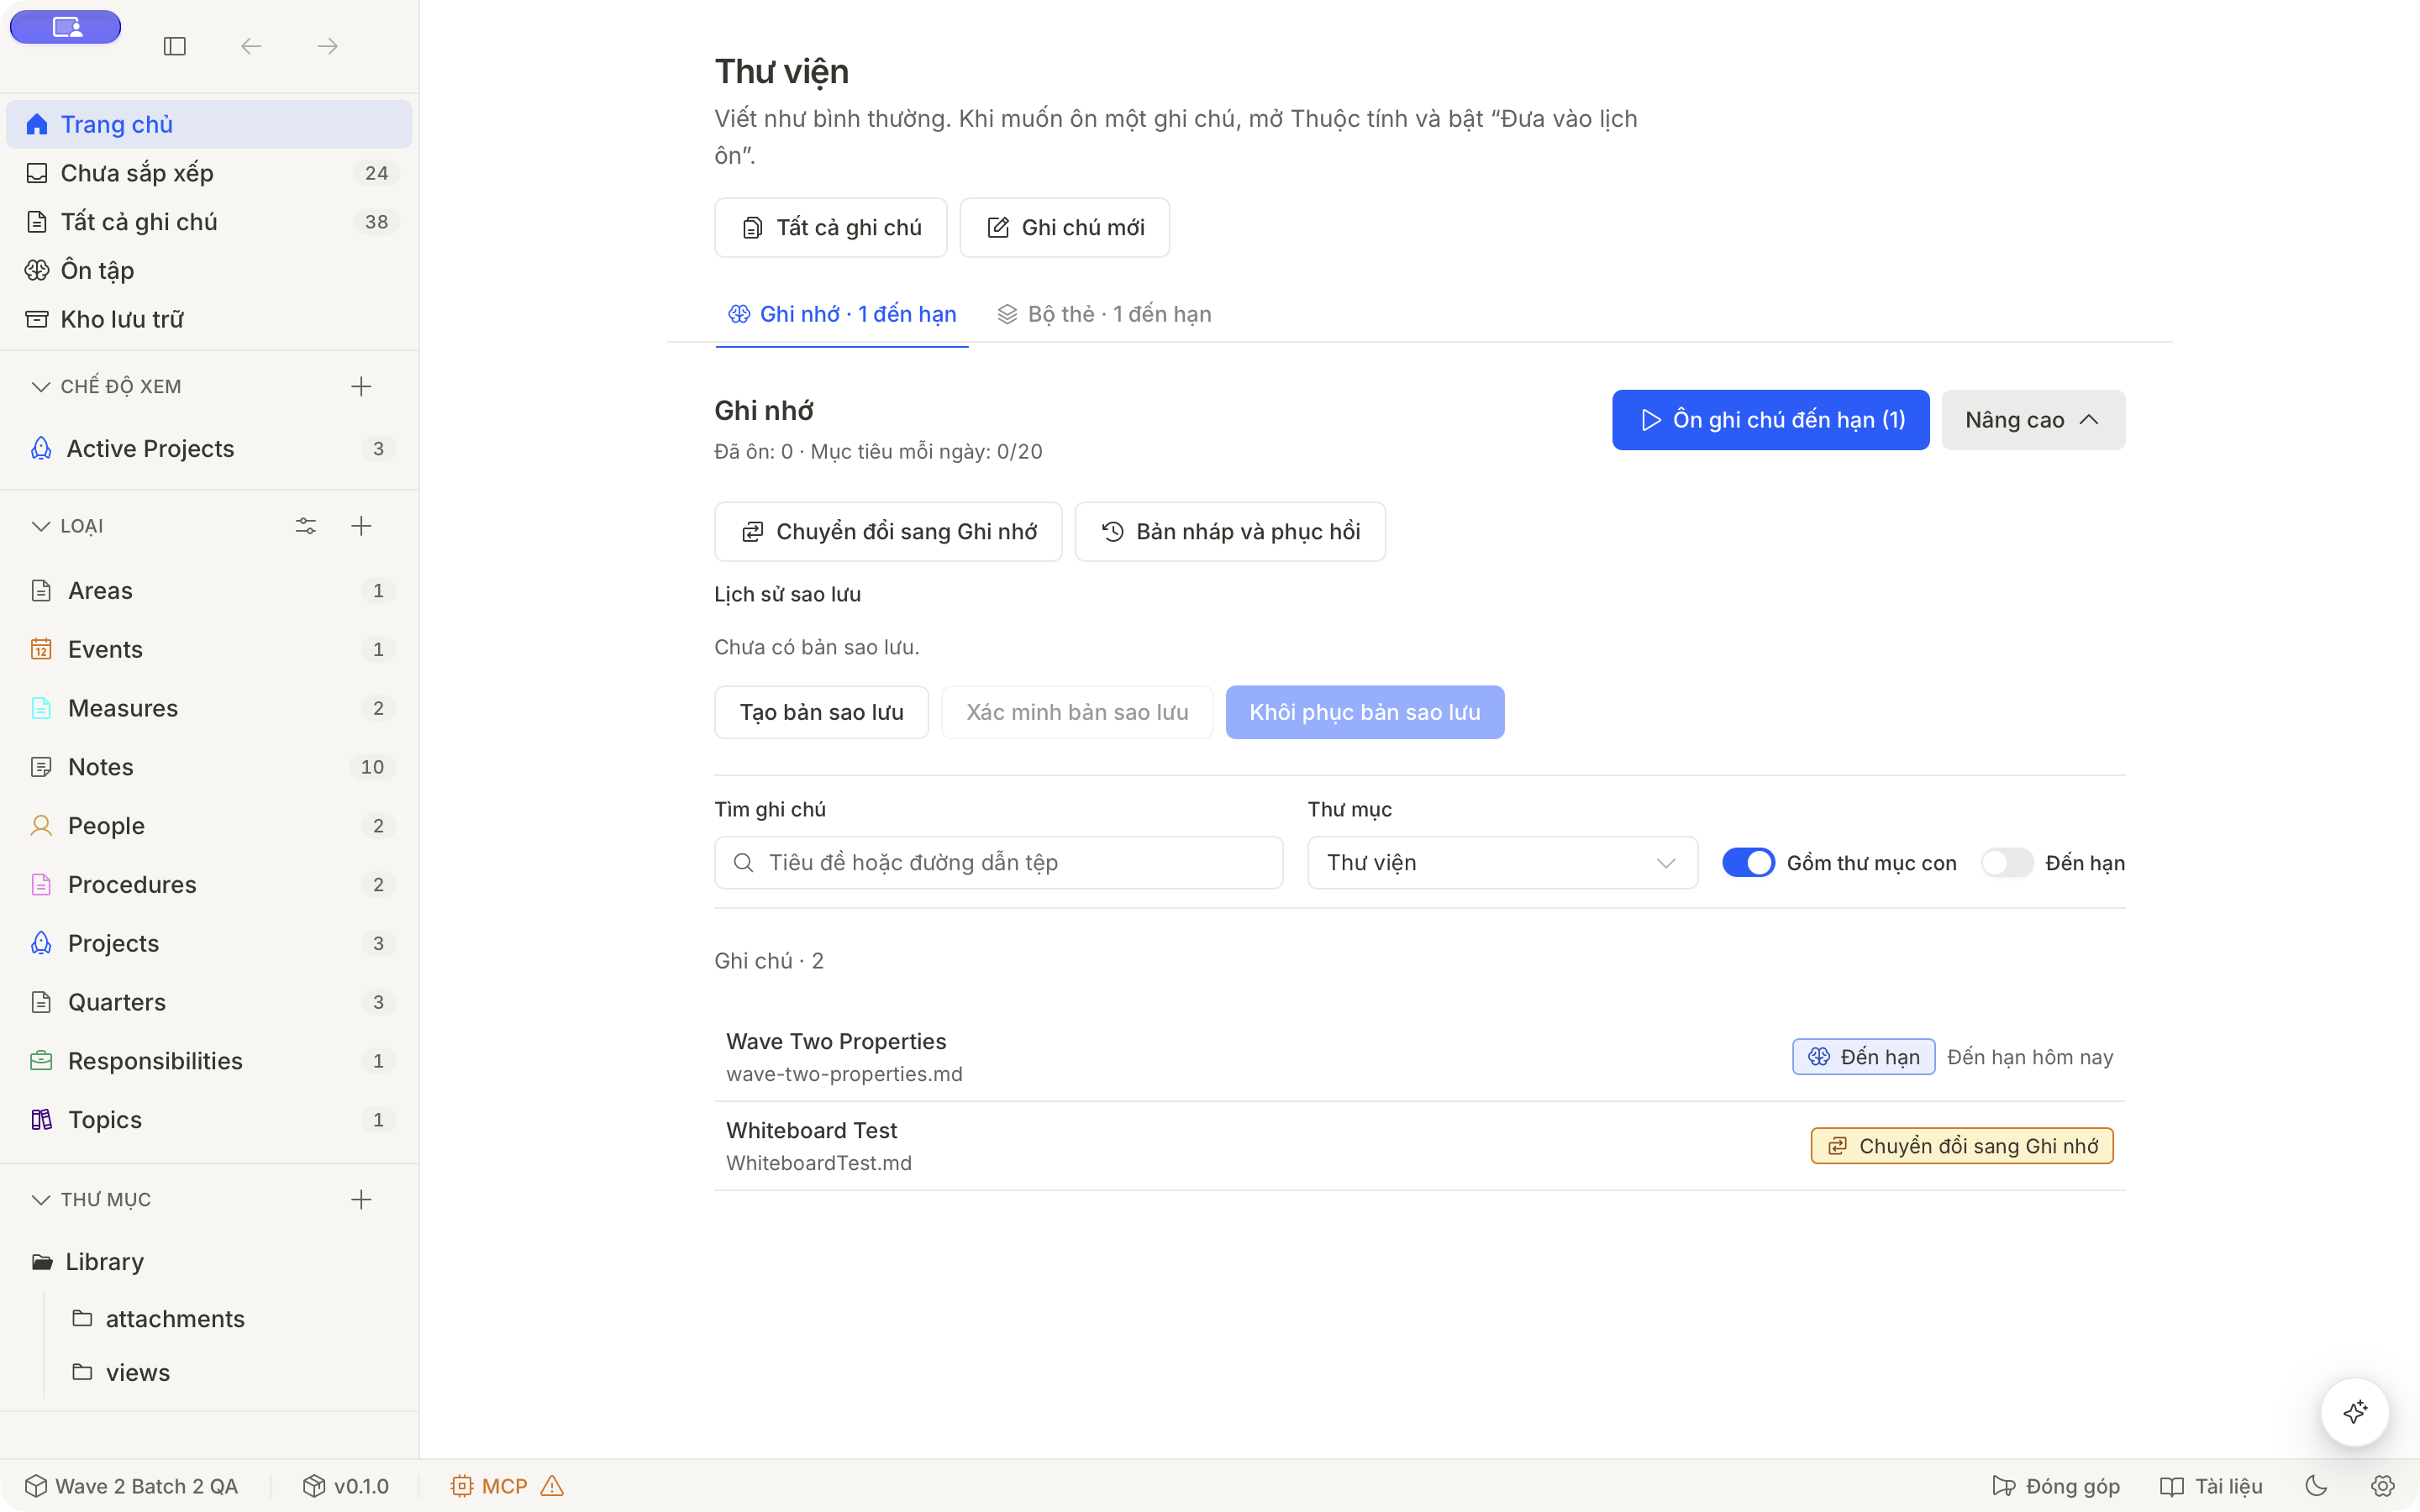 Trang chủ
Chưa sắp xếp 24
Tất cả ghi chú 38
Ôn tập
Kho lưu trữ
CHẾ ĐỘ XEM
Active Projects 3
LOẠI
Areas 1
12
Events 1
Measures 2
Notes 10
People 2
Procedures 2
Projects 3
Quarters 3
Responsibilities 1
Topics 1
THƯ MỤC
Library
attachments
views
Thư viện
Viết như bình thường. Khi muốn ôn một ghi chú, mở Thuộc tính và bật “Đưa vào lịch
ôn”.
Tất cả ghi chú Ghi chú mới
Ghi nhớ · 1 đến hạn Bộ thẻ · 1 đến hạn
Ghi nhớ
Đã ôn: 0 · Mục tiêu mỗi ngày: 0/20
Ôn ghi chú đến hạn (1) Nâng cao
Chuyển đổi sang Ghi nhớ Bản nháp và phục hồi
Lịch sử sao lưu
Chưa có bản sao lưu.
Tạo bản sao lưu Xác minh bản sao lưu Khôi phục bản sao lưu
Tìm ghi chú Thư mục
Tiêu đề hoặc đường dẫn tệp Thư viện Gồm thư mục con Đến hạn
Ghi chú · 2
Wave Two Properties
wave-two-properties.md
Đến hạn Đến hạn hôm nay
Whiteboard Test
WhiteboardTest.md
Chuyển đổi sang Ghi nhớ
Wave 2 Batch 2 QA v0.1.0 MCP Đóng góp Tài liệu